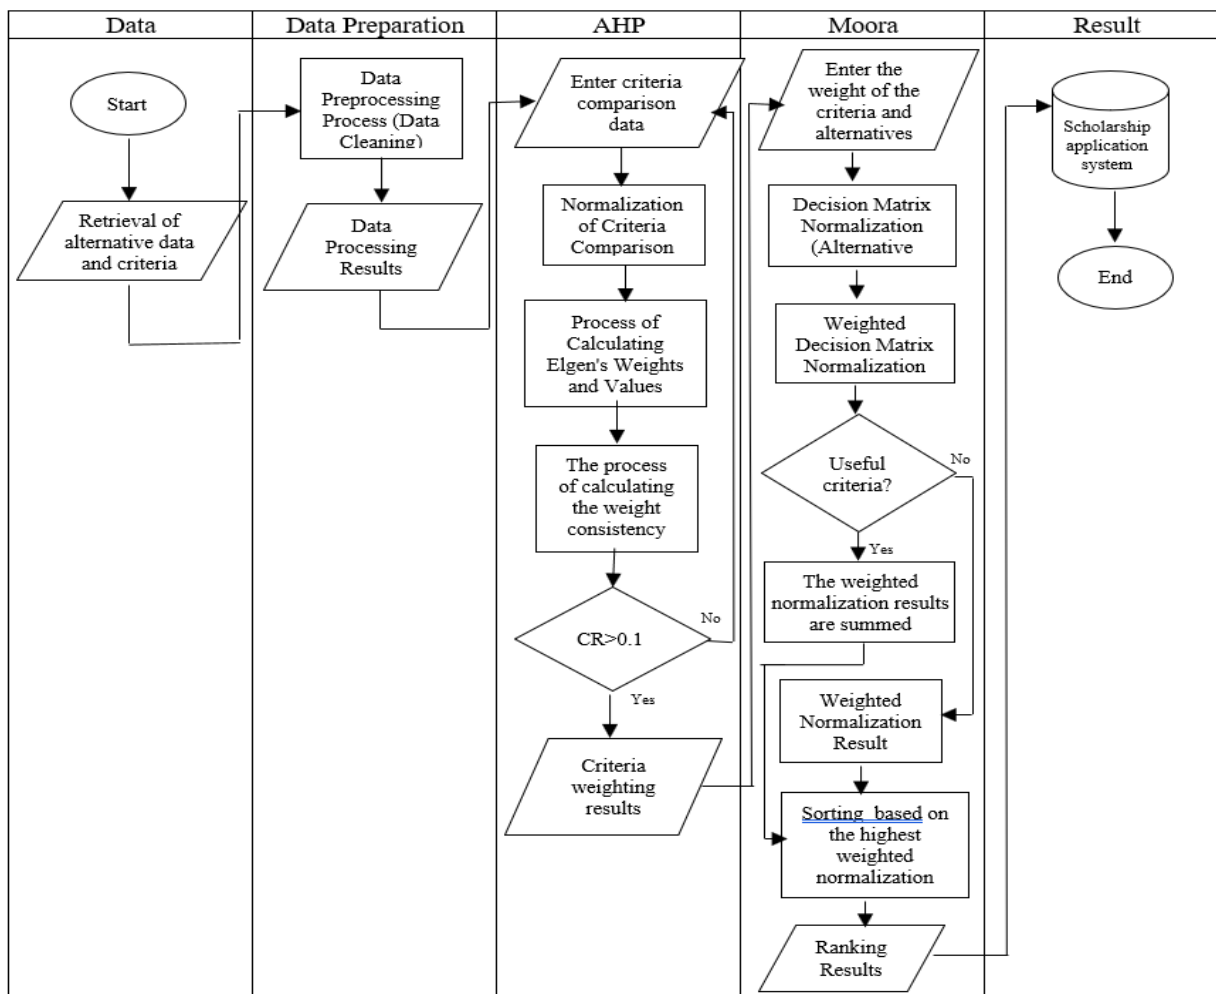 Data
Data Preparation
AHP
Moora
Result
Start
Retrieval of
alternative data
and criteria
Data
Preprocessing
Process (Data
Cleaning)
Data
Processing
Results
Enter criteria
comparison
data
Normalization
of Criteria
Comparison
Process of
Calculating
Elgen's Weights
and Values
The process
of calculating
the weight
consistency
CR>0.1
No
Yes
Criteria
weighting
results
Enter the
weight of the
criteria and
alternatives
Decision Matrix
Normalization
(Alternative
Weighted
Decision Matrix
Normalization
Useful
criteria?
No
Yes
The weighted
normalization results
are summed
Weighted
Normalization
Result
Sorting based on
the highest
weighted
normalization
Ranking
Results
Scholarship
application
system
End